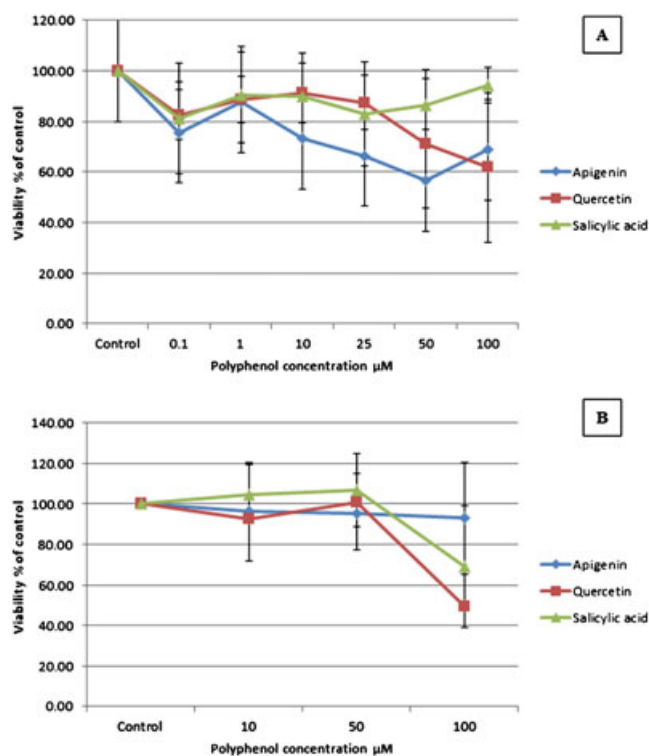 A
120.00
100.00
80.00
60.00
40.00
20.00
0.00
Viability % of control
Control 0.1 1 10 25 50 100
Polyphenol concentration µM
Apigenin
Quercetin
Salicylic acid
B
140.00
120.00
100.00
80.00
60.00
40.00
20.00
0.00
Viability % of control
Control 10 50 100
Polyphenol concentration µM
Apigenin
Quercetin
Salicylic acid